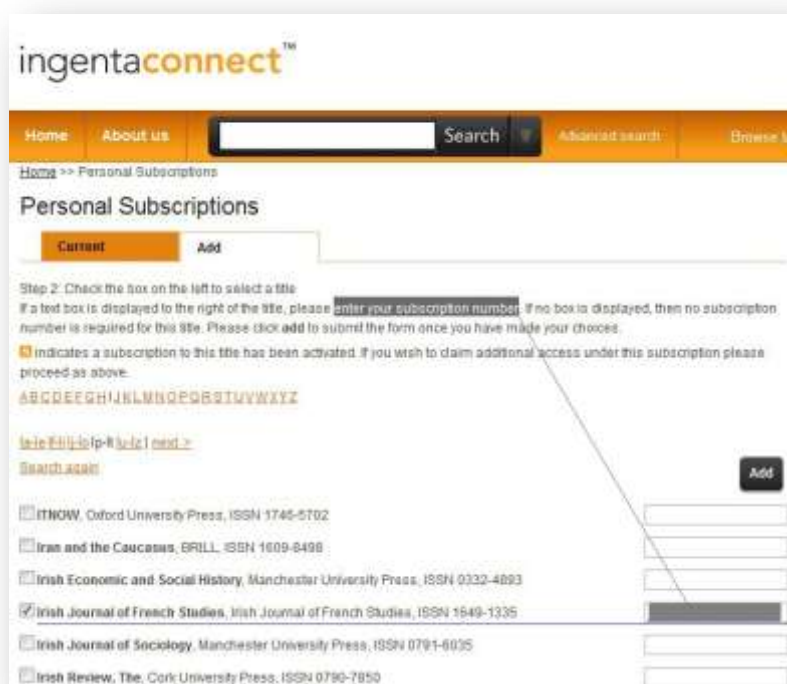 ingentaconnect™
Home About us Search Advanced search Browse
Home >> Personal Subscriptions
Personal Subscriptions
Current Add
Step 2: Check the box on the left to select a title
If a text box is displayed to the right of the title, please enter your subscription number. If no box is displayed, then no subscription
number is required for this title. Please click add to submit the form once you have made your choices.
indicates a subscription to this title has been activated. If you wish to claim additional access under this subscription please
proceed as above.
A B C D E F G H I J K L M N O P Q R S T U V W X Y Z
next >
Search again
Add
ITNOW, Oxford University Press, ISSN 1746-5702
Iran and the Caucasus, BRILL, ISSN 1609-8498
Irish Economic and Social History, Manchester University Press, ISSN 0332-4893
Irish Journal of French Studies, Irish Journal of French Studies, ISSN 1649-1335
Irish Journal of Sociology, Manchester University Press, ISSN 0791-6035
Irish Review, The, Cork University Press, ISSN 0790-7850